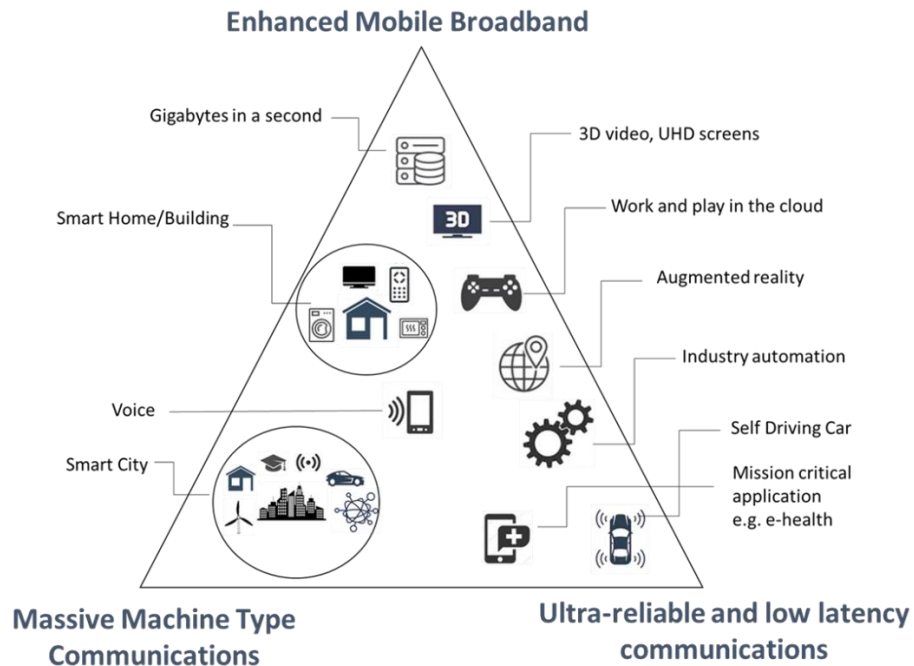 Enhanced Mobile Broadband
Gigabytes in a second
3D video, UHD screens
3D
Smart Home/Building
Work and play in the cloud
Augmented reality
Industry automation
Voice
Self Driving Car
Smart City
Mission critical
application
e.g. e-health
Massive Machine Type
Communications
Ultra-reliable and low latency
communications